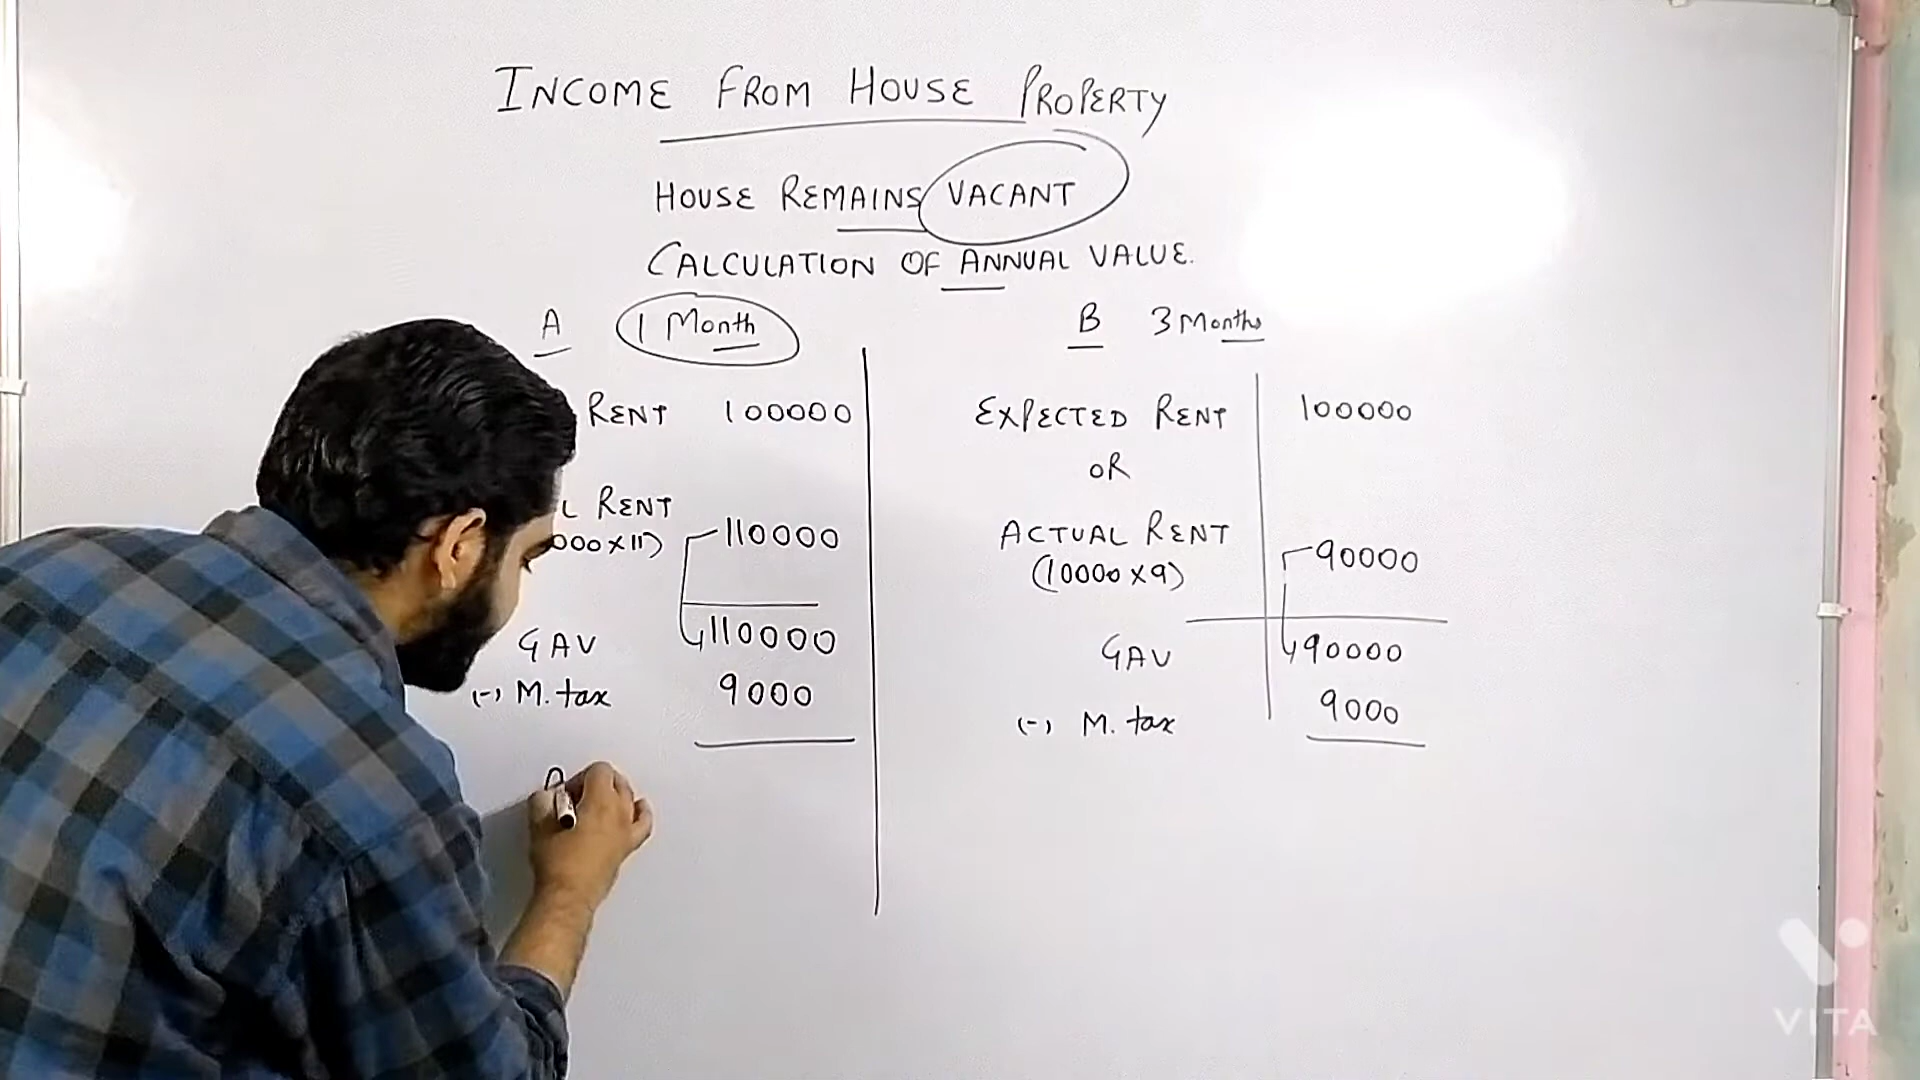 INCOME FROM HOUSE PROPERTY
HOUSE REMAINS VACANT
CALCULATION OF ANNUAL VALUE.
A 1 Month
RENT 100000
L RENT
000 x 11) 110000
GAV 110000
(-) M. tax 9000
A
B 3 Months
EXPECTED RENT 100000
OR
ACTUAL RENT
(10000 x 9) 90000
GAV 90000
(-) M. tax 9000
VITA